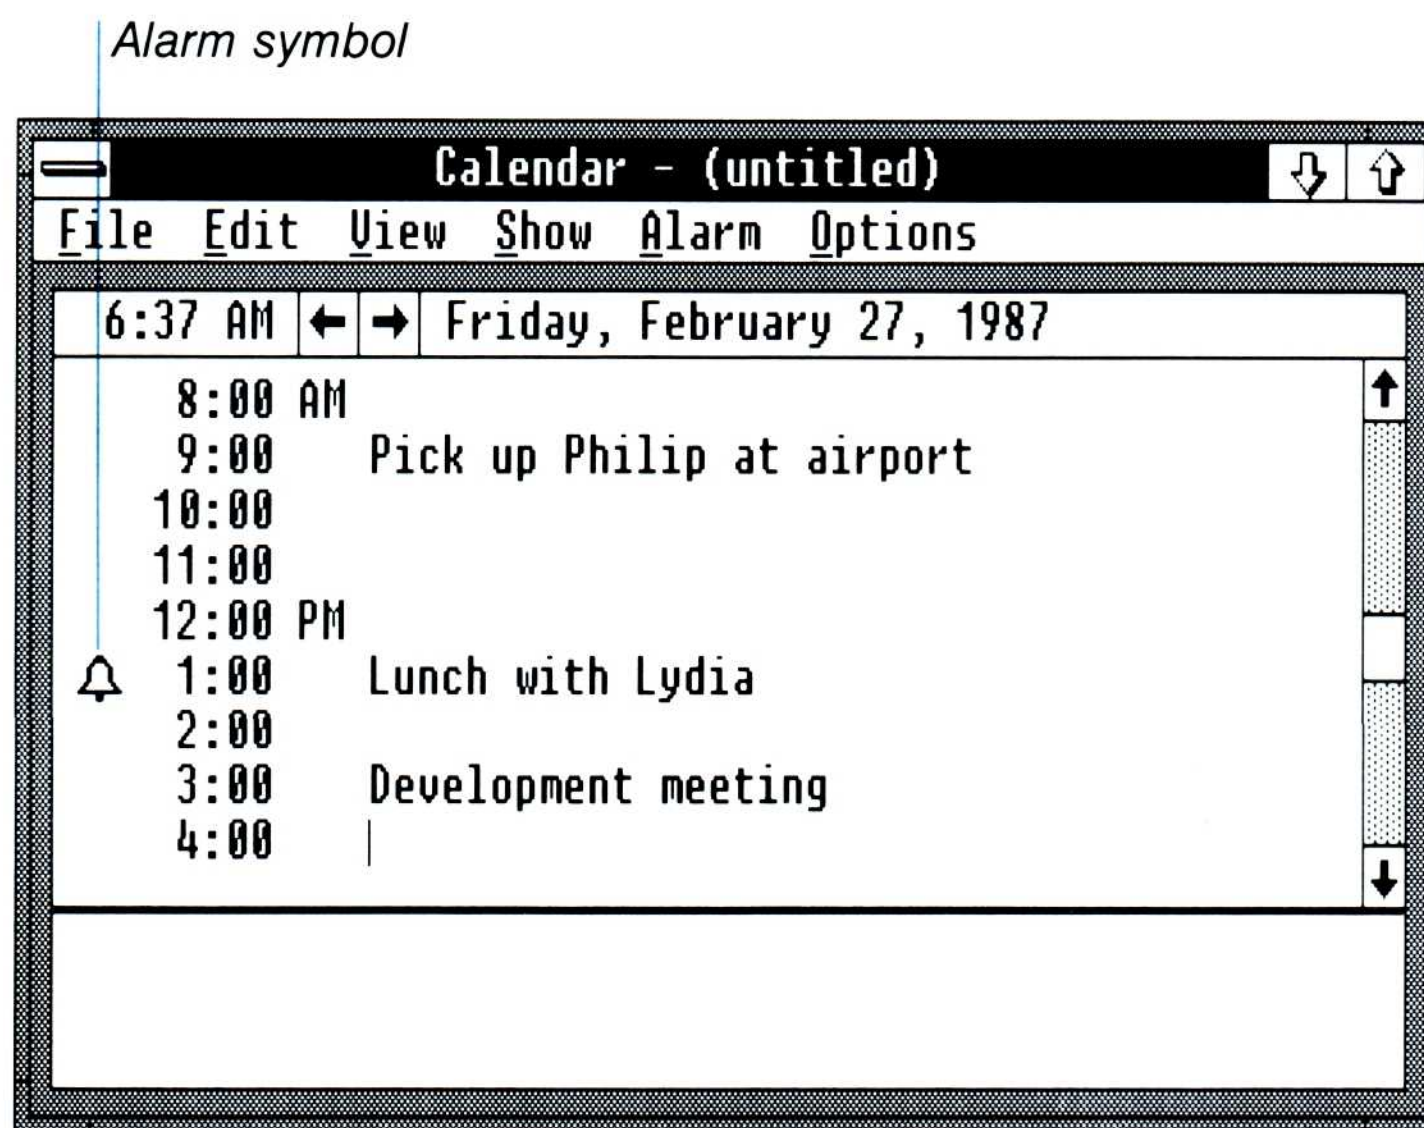 Alarm symbol
Calendar - (untitled)
File Edit View Show Alarm Options
6:37 AM Friday, February 27, 1987
8:00 AM
9:00 Pick up Philip at airport
10:00
11:00
12:00 PM
1:00 Lunch with Lydia
2:00
3:00 Development meeting
4:00